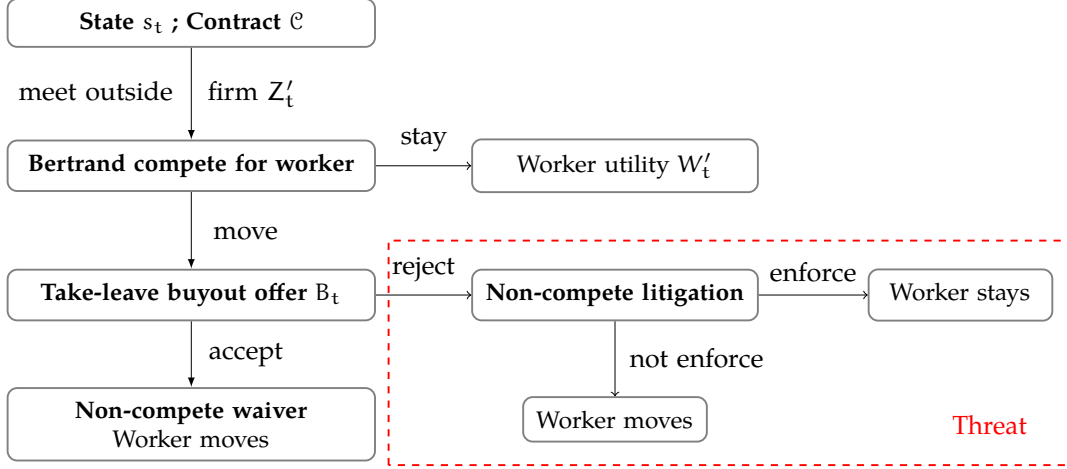 State s_t ; Contract 𝒞
meet outside firm Z′_t
Bertrand compete for worker
stay
Worker utility W′_t
move
Take-leave buyout offer B_t
reject
Non-compete litigation
enforce
Worker stays
accept
not enforce
Non-compete waiver
Worker moves
Worker moves
Threat